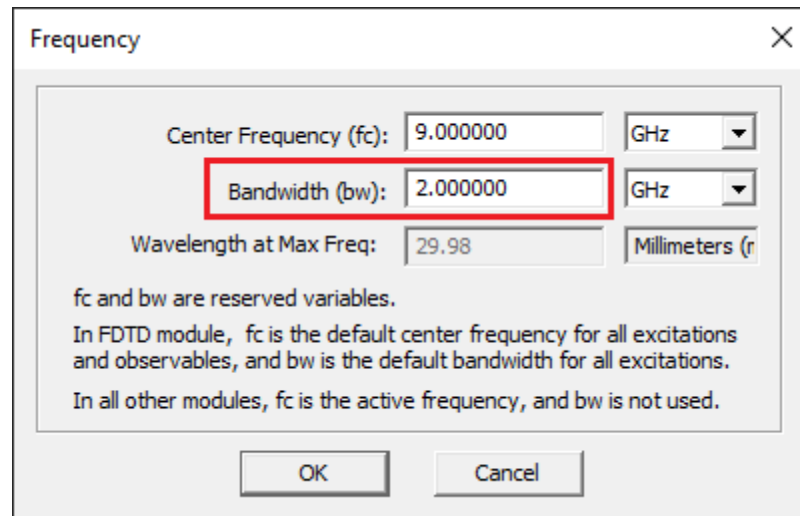 Frequency
Center Frequency (fc): 9.000000 GHz
Bandwidth (bw): 2.000000 GHz
Wavelength at Max Freq: 29.98 Millimeters (
fc and bw are reserved variables.
In FDTD module, fc is the default center frequency for all excitations
and observables, and bw is the default bandwidth for all excitations.
In all other modules, fc is the active frequency, and bw is not used.
OK Cancel